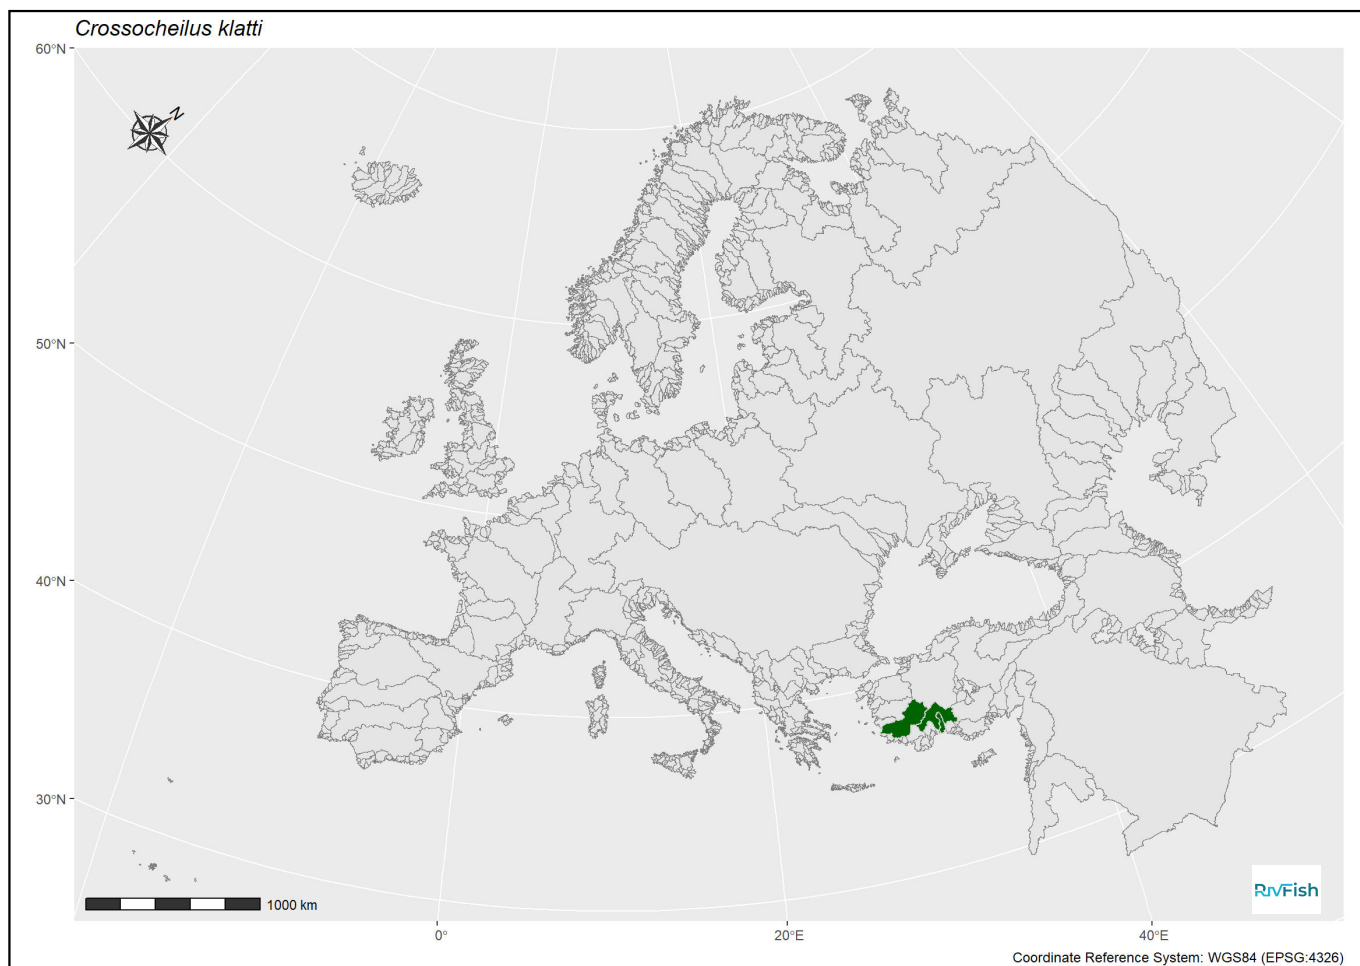 Crossocheilus klatti
60°N
N
50°N
40°N
30°N
1000 km
RIVFISH
0°
20°E
40°E
Coordinate Reference System: WGS84 (EPSG:4326)